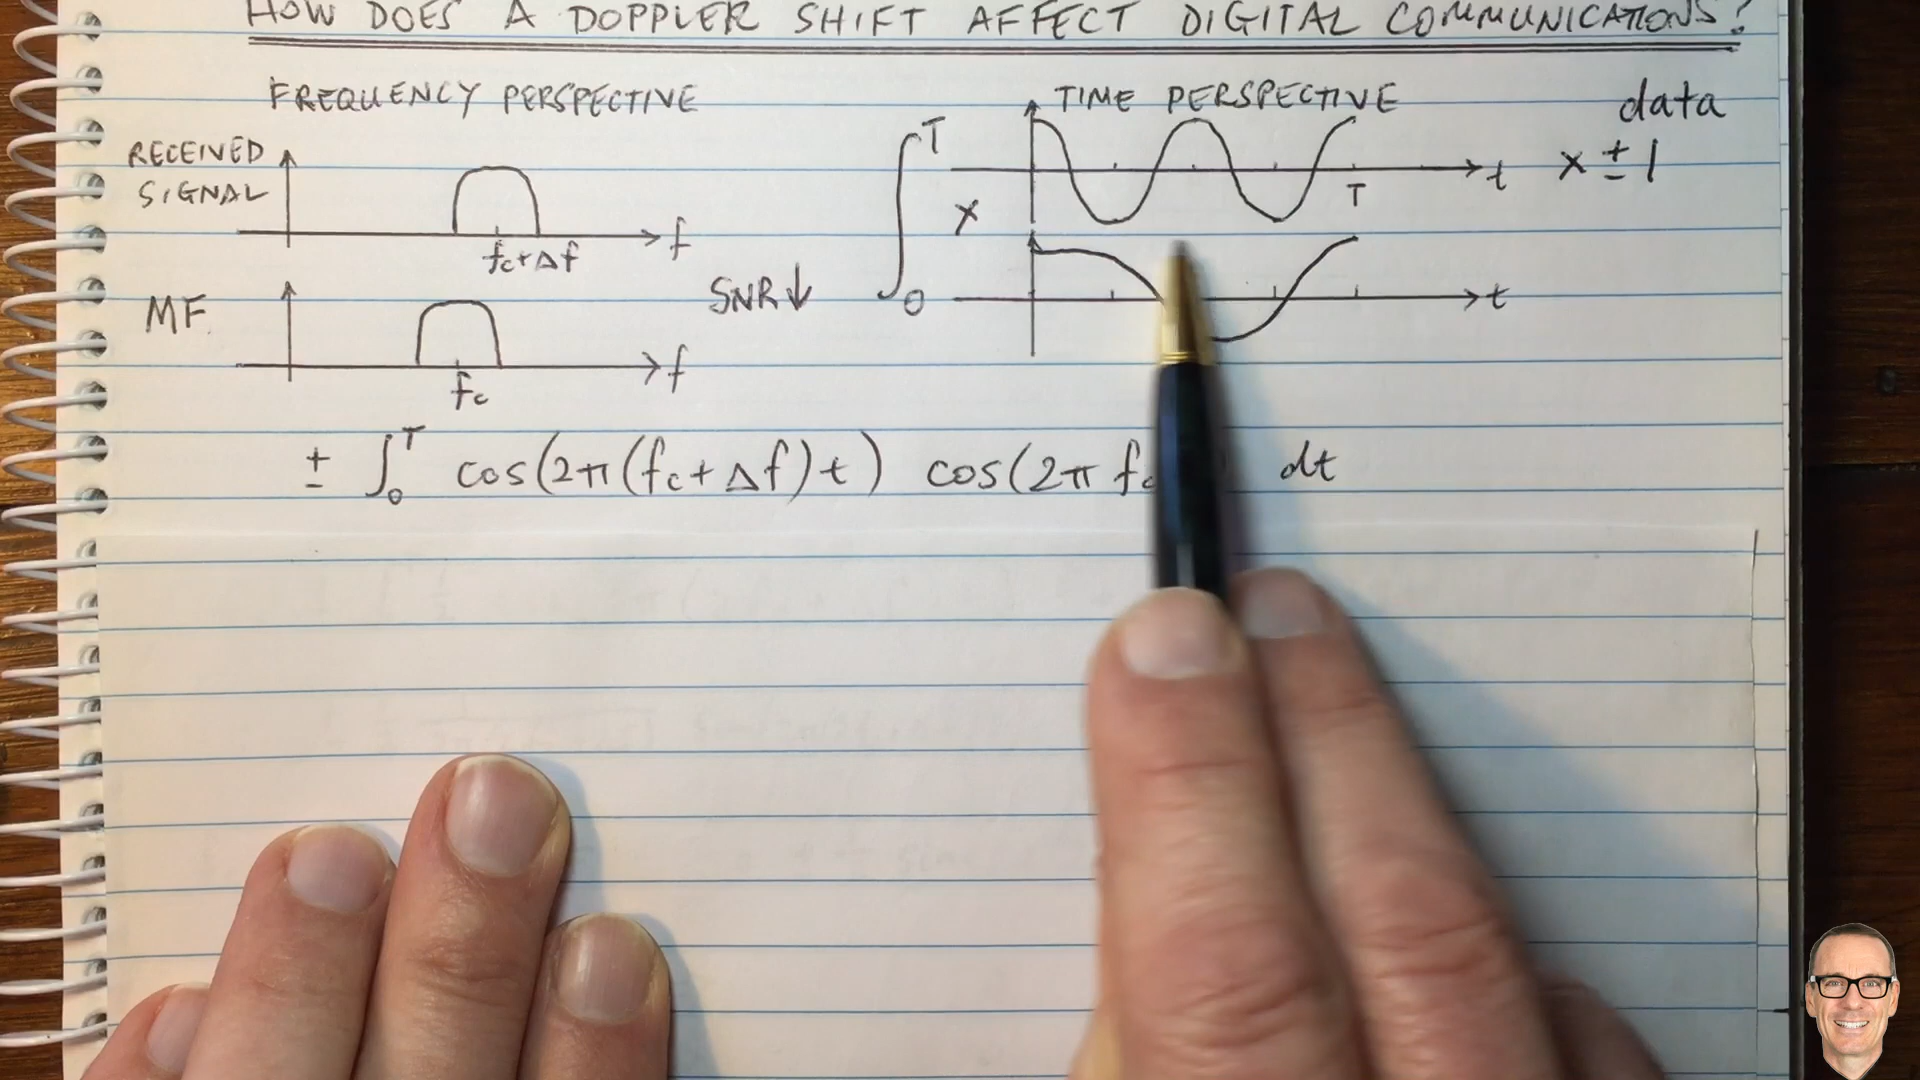 HOW DOES A DOPPLER SHIFT AFFECT DIGITAL COMMUNICATIONS?
FREQUENCY PERSPECTIVE
RECEIVED
SIGNAL
f
fc+Δf
MF
f
fc
SNR↓
TIME PERSPECTIVE
data
T
t
x ± 1
T
X
0
t
± ∫₀ᵀ cos(2π(fc+Δf)t) cos(2π fc dt